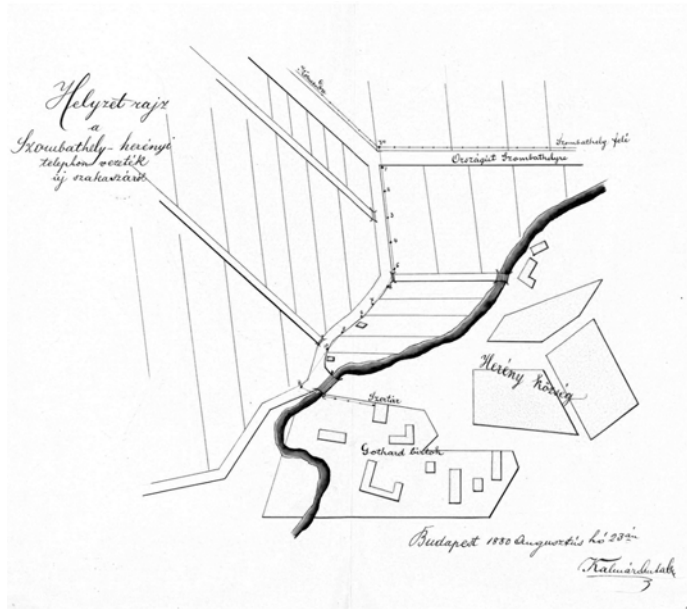 Helyzet rajz
a
Szombathely-herényi
telephon vezeték
új szakaszáról
Szombathely felé
Országút Szombathelyre
Herény község
Szertár
Gothard birtok
Budapest 1880 Augusztus hó 23án